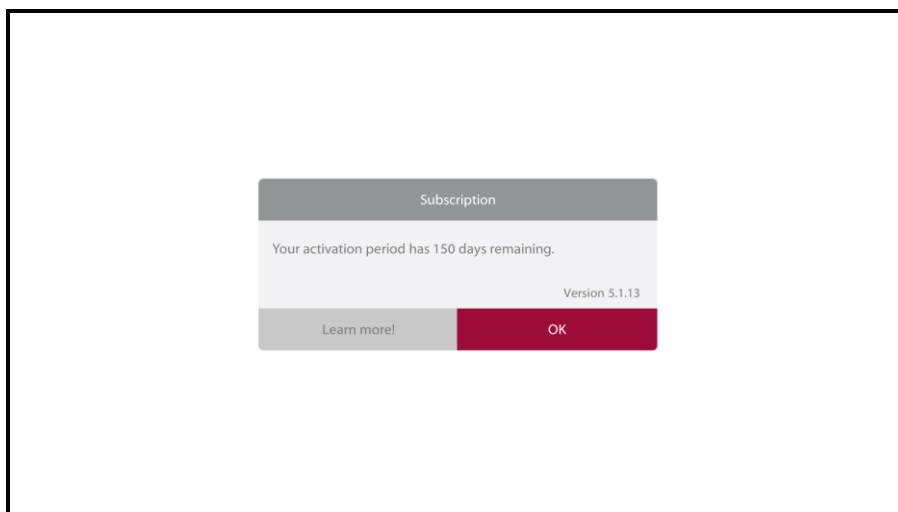 Subscription
Your activation period has 150 days remaining.
Version 5.1.13
Learn more!
OK